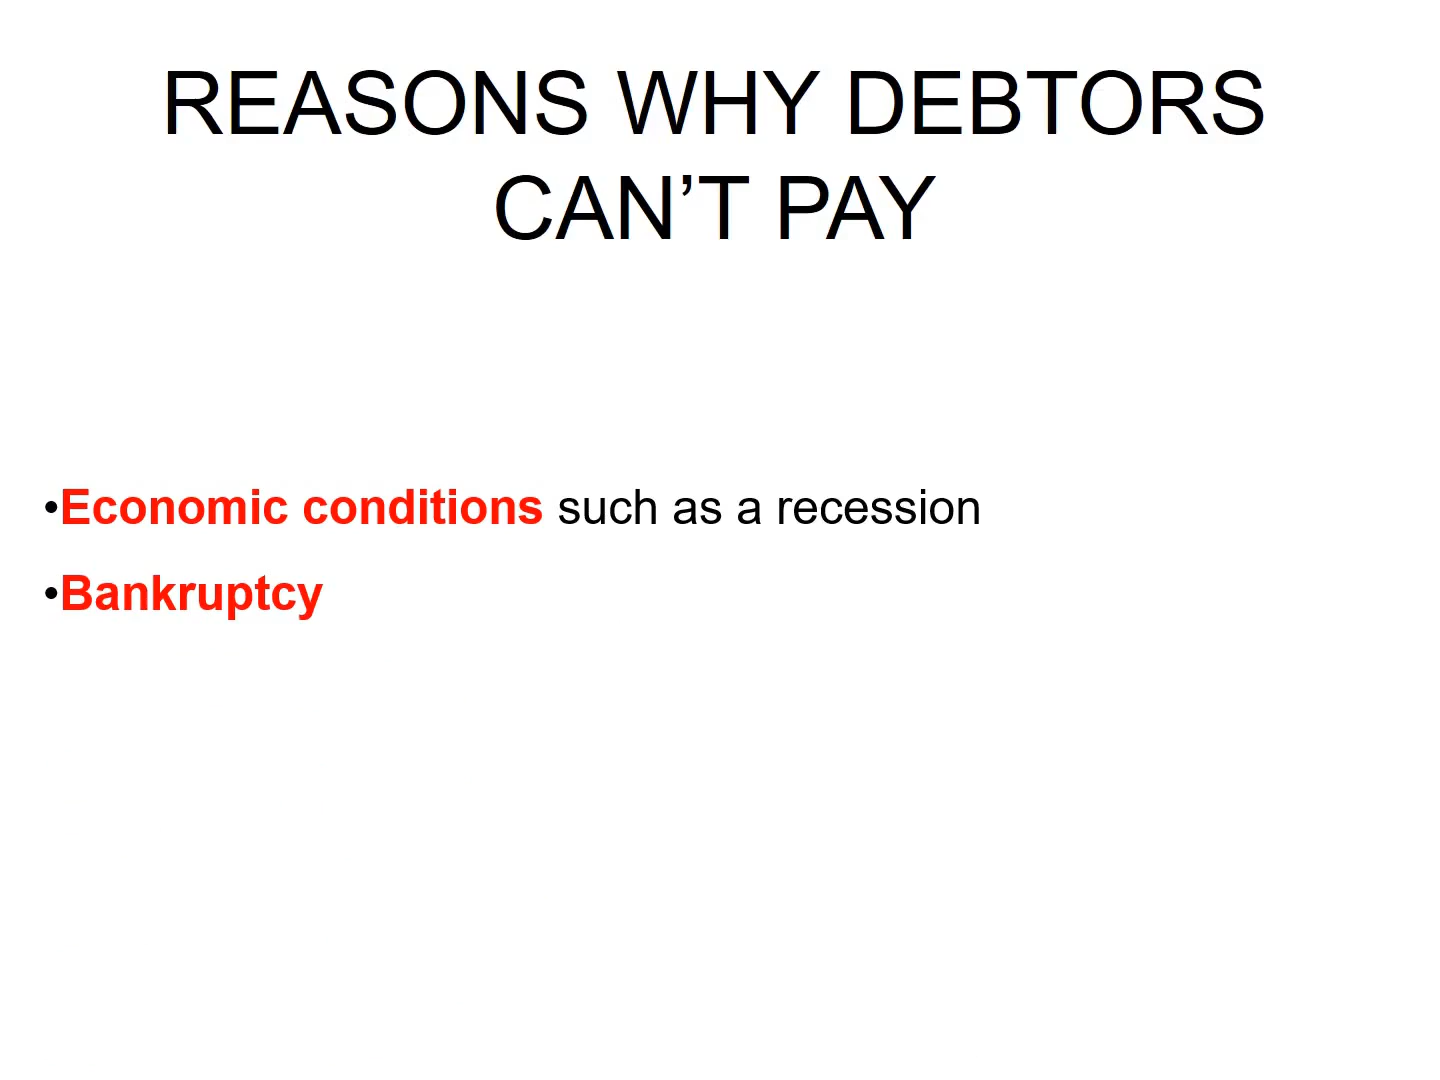 REASONS WHY DEBTORS
CAN’T PAY
•Economic conditions such as a recession
•Bankruptcy